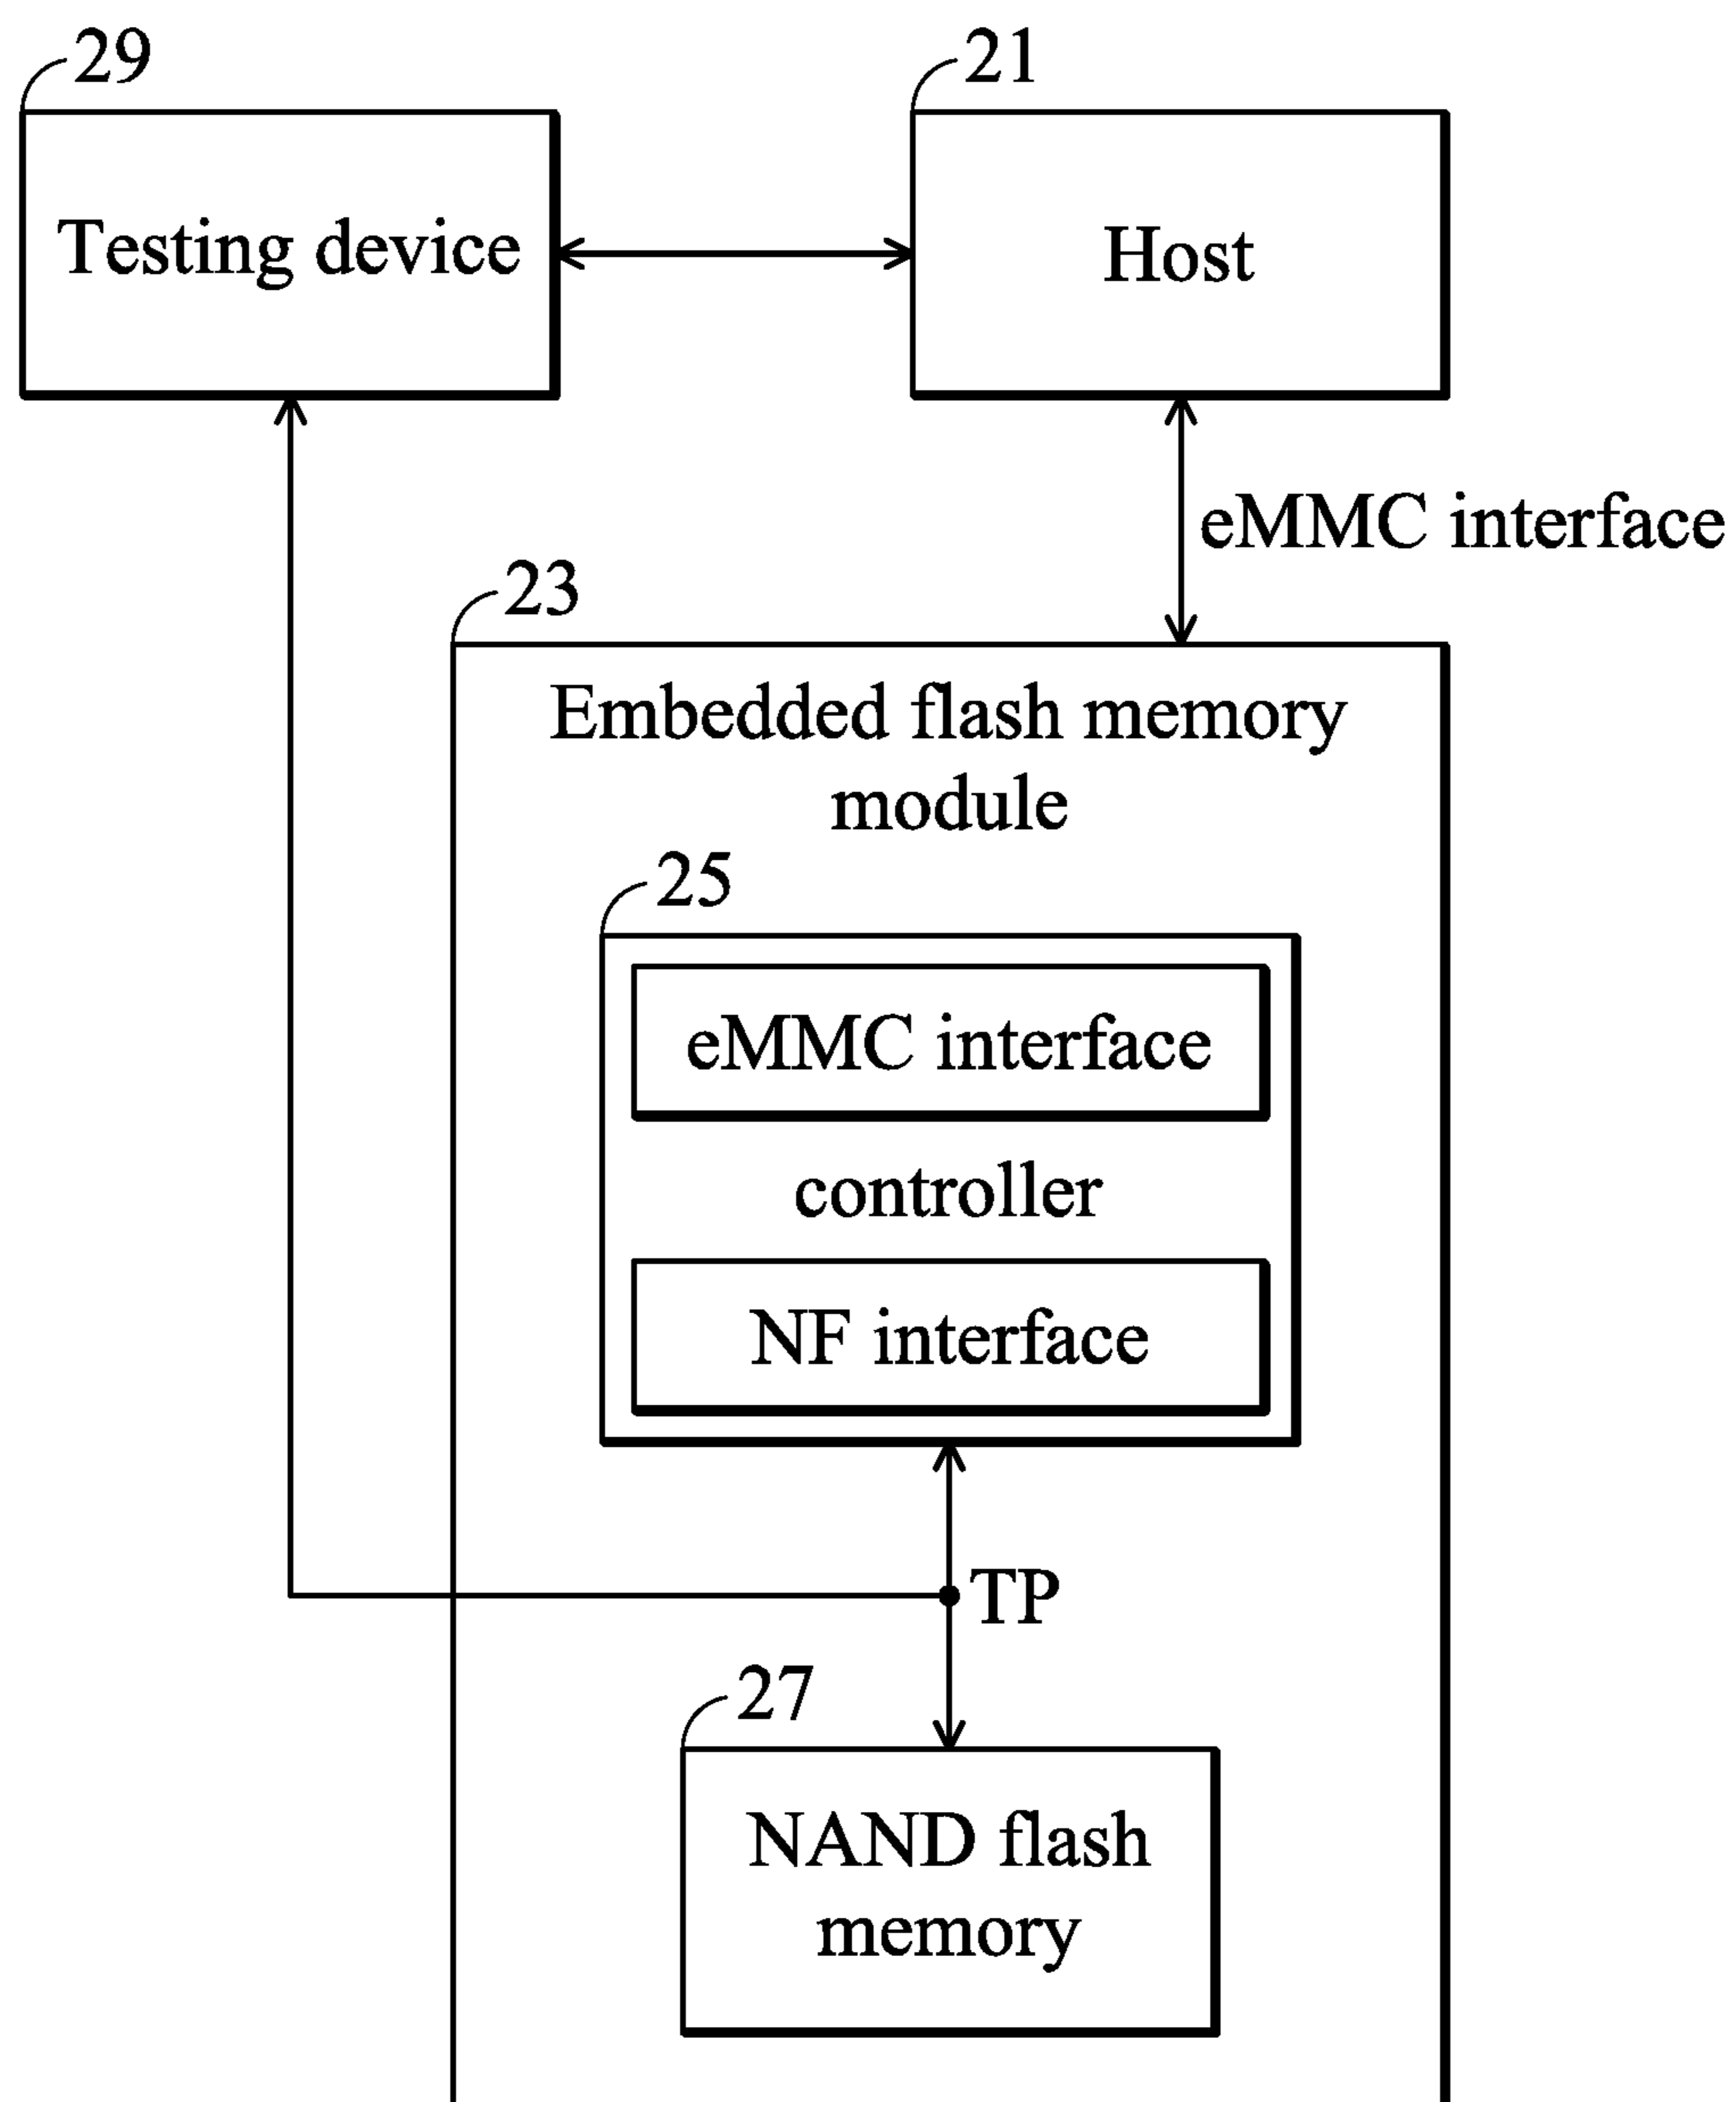 29
21
Testing device
Host
eMMC interface
23
Embedded flash memory
module
25
eMMC interface
controller
NF interface
TP
27
NAND flash
memory